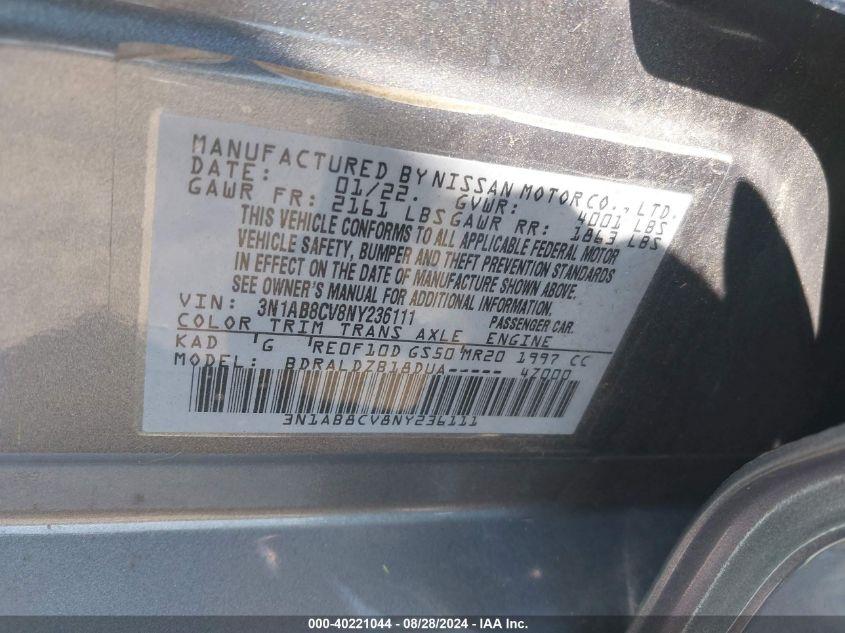 MANUFACTURED BY NISSAN MOTOR CO., LTD.
DATE: 01/22. GVWR: 4001 LBS
GAWR FR: 2161 LBS GAWR RR: 1863 LBS
THIS VEHICLE CONFORMS TO ALL APPLICABLE FEDERAL MOTOR
VEHICLE SAFETY, BUMPER AND THEFT PREVENTION STANDARDS
IN EFFECT ON THE DATE OF MANUFACTURE SHOWN ABOVE.
SEE OWNER'S MANUAL FOR ADDITIONAL INFORMATION.
VIN: 3N1AB8CV8NY236111 PASSENGER CAR.
COLOR TRIM TRANS AXLE ENGINE
KAD G RE0F10D GS50 MR20 1997 CC
MODEL: BDRALDZB18DUA----- 4Z000
3N1AB8CV8NY236111
000-40221044 - 08/28/2024 - IAA Inc.